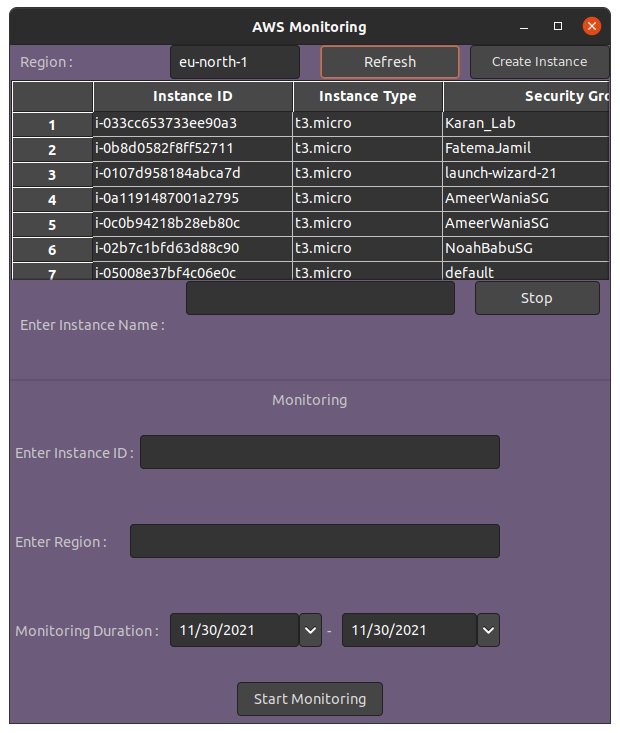 AWS Monitoring
Region : eu-north-1 Refresh Create Instance
Instance ID Instance Type Security Gro
1 i-033cc653733ee90a3 t3.micro Karan_Lab
2 i-0b8d0582f8ff52711 t3.micro FatemaJamil
3 i-0107d958184abca7d t3.micro launch-wizard-21
4 i-0a1191487001a2795 t3.micro AmeerWaniaSG
5 i-0c0b94218b28eb80c t3.micro AmeerWaniaSG
6 i-02b7c1bfd63d88c90 t3.micro NoahBabuSG
7 i-05008e37bf4c06e0c t3.micro default
Stop
Enter Instance Name :
Monitoring
Enter Instance ID :
Enter Region :
Monitoring Duration : 11/30/2021 - 11/30/2021
Start Monitoring